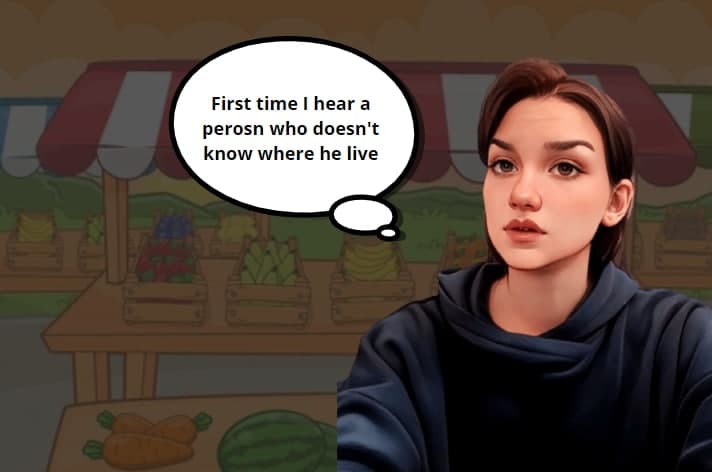 First time I hear a
perosn who doesn't
know where he live